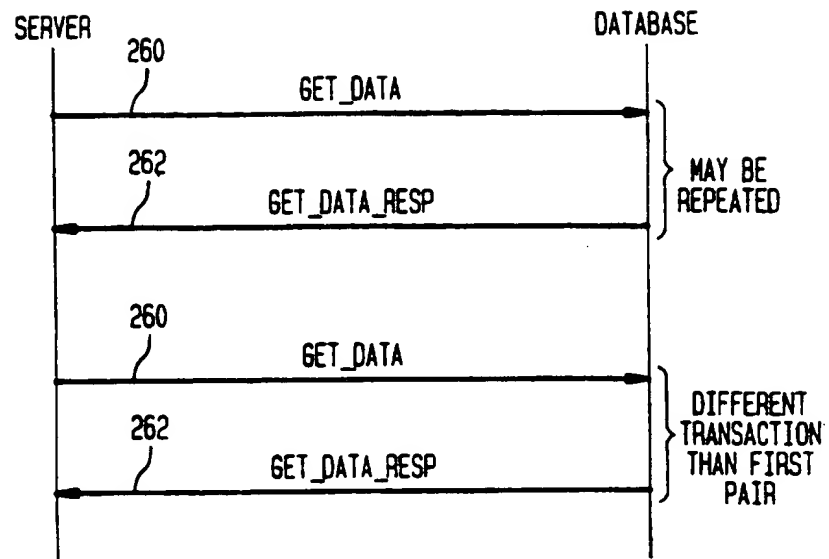 SERVER
DATABASE
260
GET_DATA
262
GET_DATA_RESP
MAY BE
REPEATED
260
GET_DATA
262
GET_DATA_RESP
DIFFERENT
TRANSACTION
THAN FIRST
PAIR